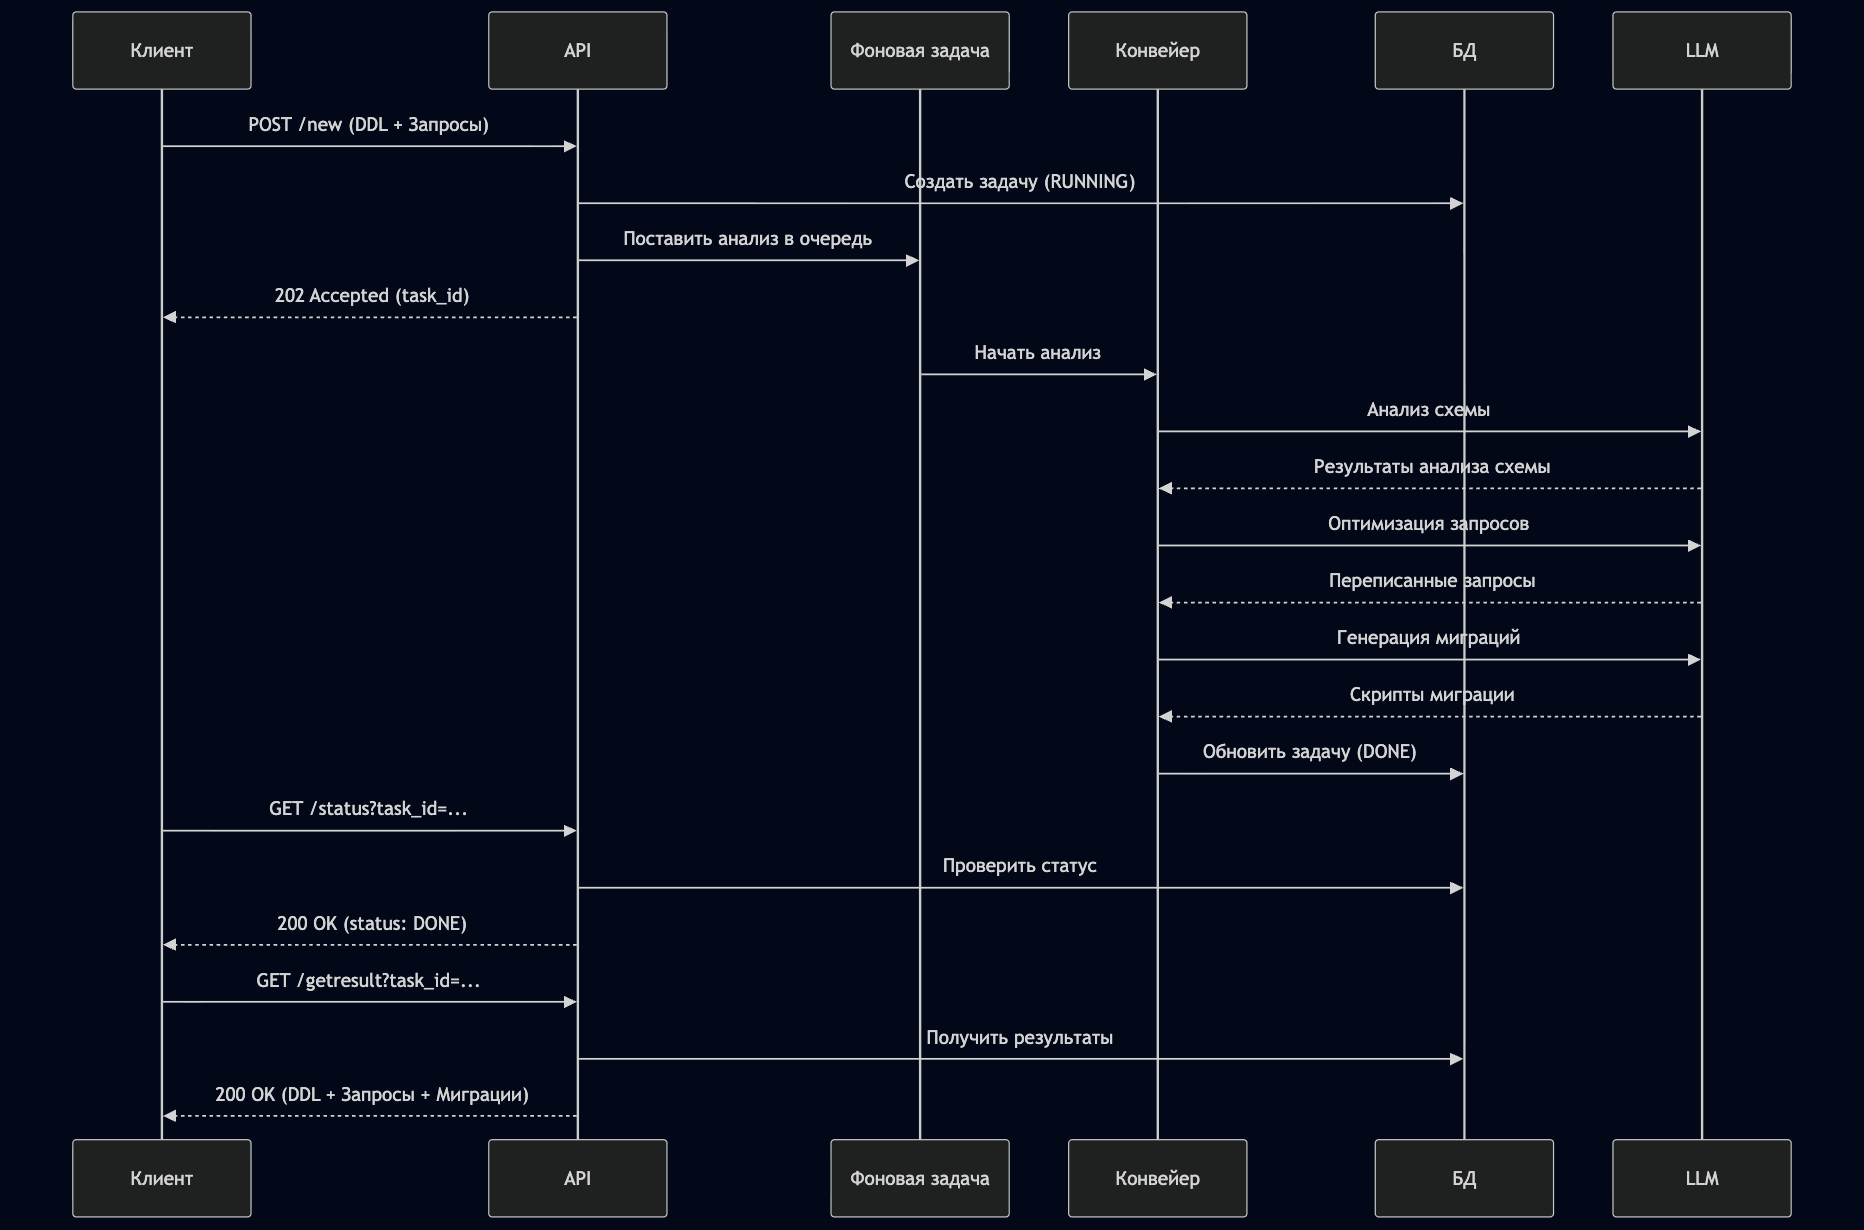 Клиент
API
Фоновая задача
Конвейер
БД
LLM
POST /new (DDL + Запросы)
Создать задачу (RUNNING)
Поставить анализ в очередь
202 Accepted (task_id)
Начать анализ
Анализ схемы
Результаты анализа схемы
Оптимизация запросов
Переписанные запросы
Генерация миграций
Скрипты миграции
Обновить задачу (DONE)
GET /status?task_id=...
Проверить статус
200 OK (status: DONE)
GET /getresult?task_id=...
Получить результаты
200 OK (DDL + Запросы + Миграции)
Клиент
API
Фоновая задача
Конвейер
БД
LLM